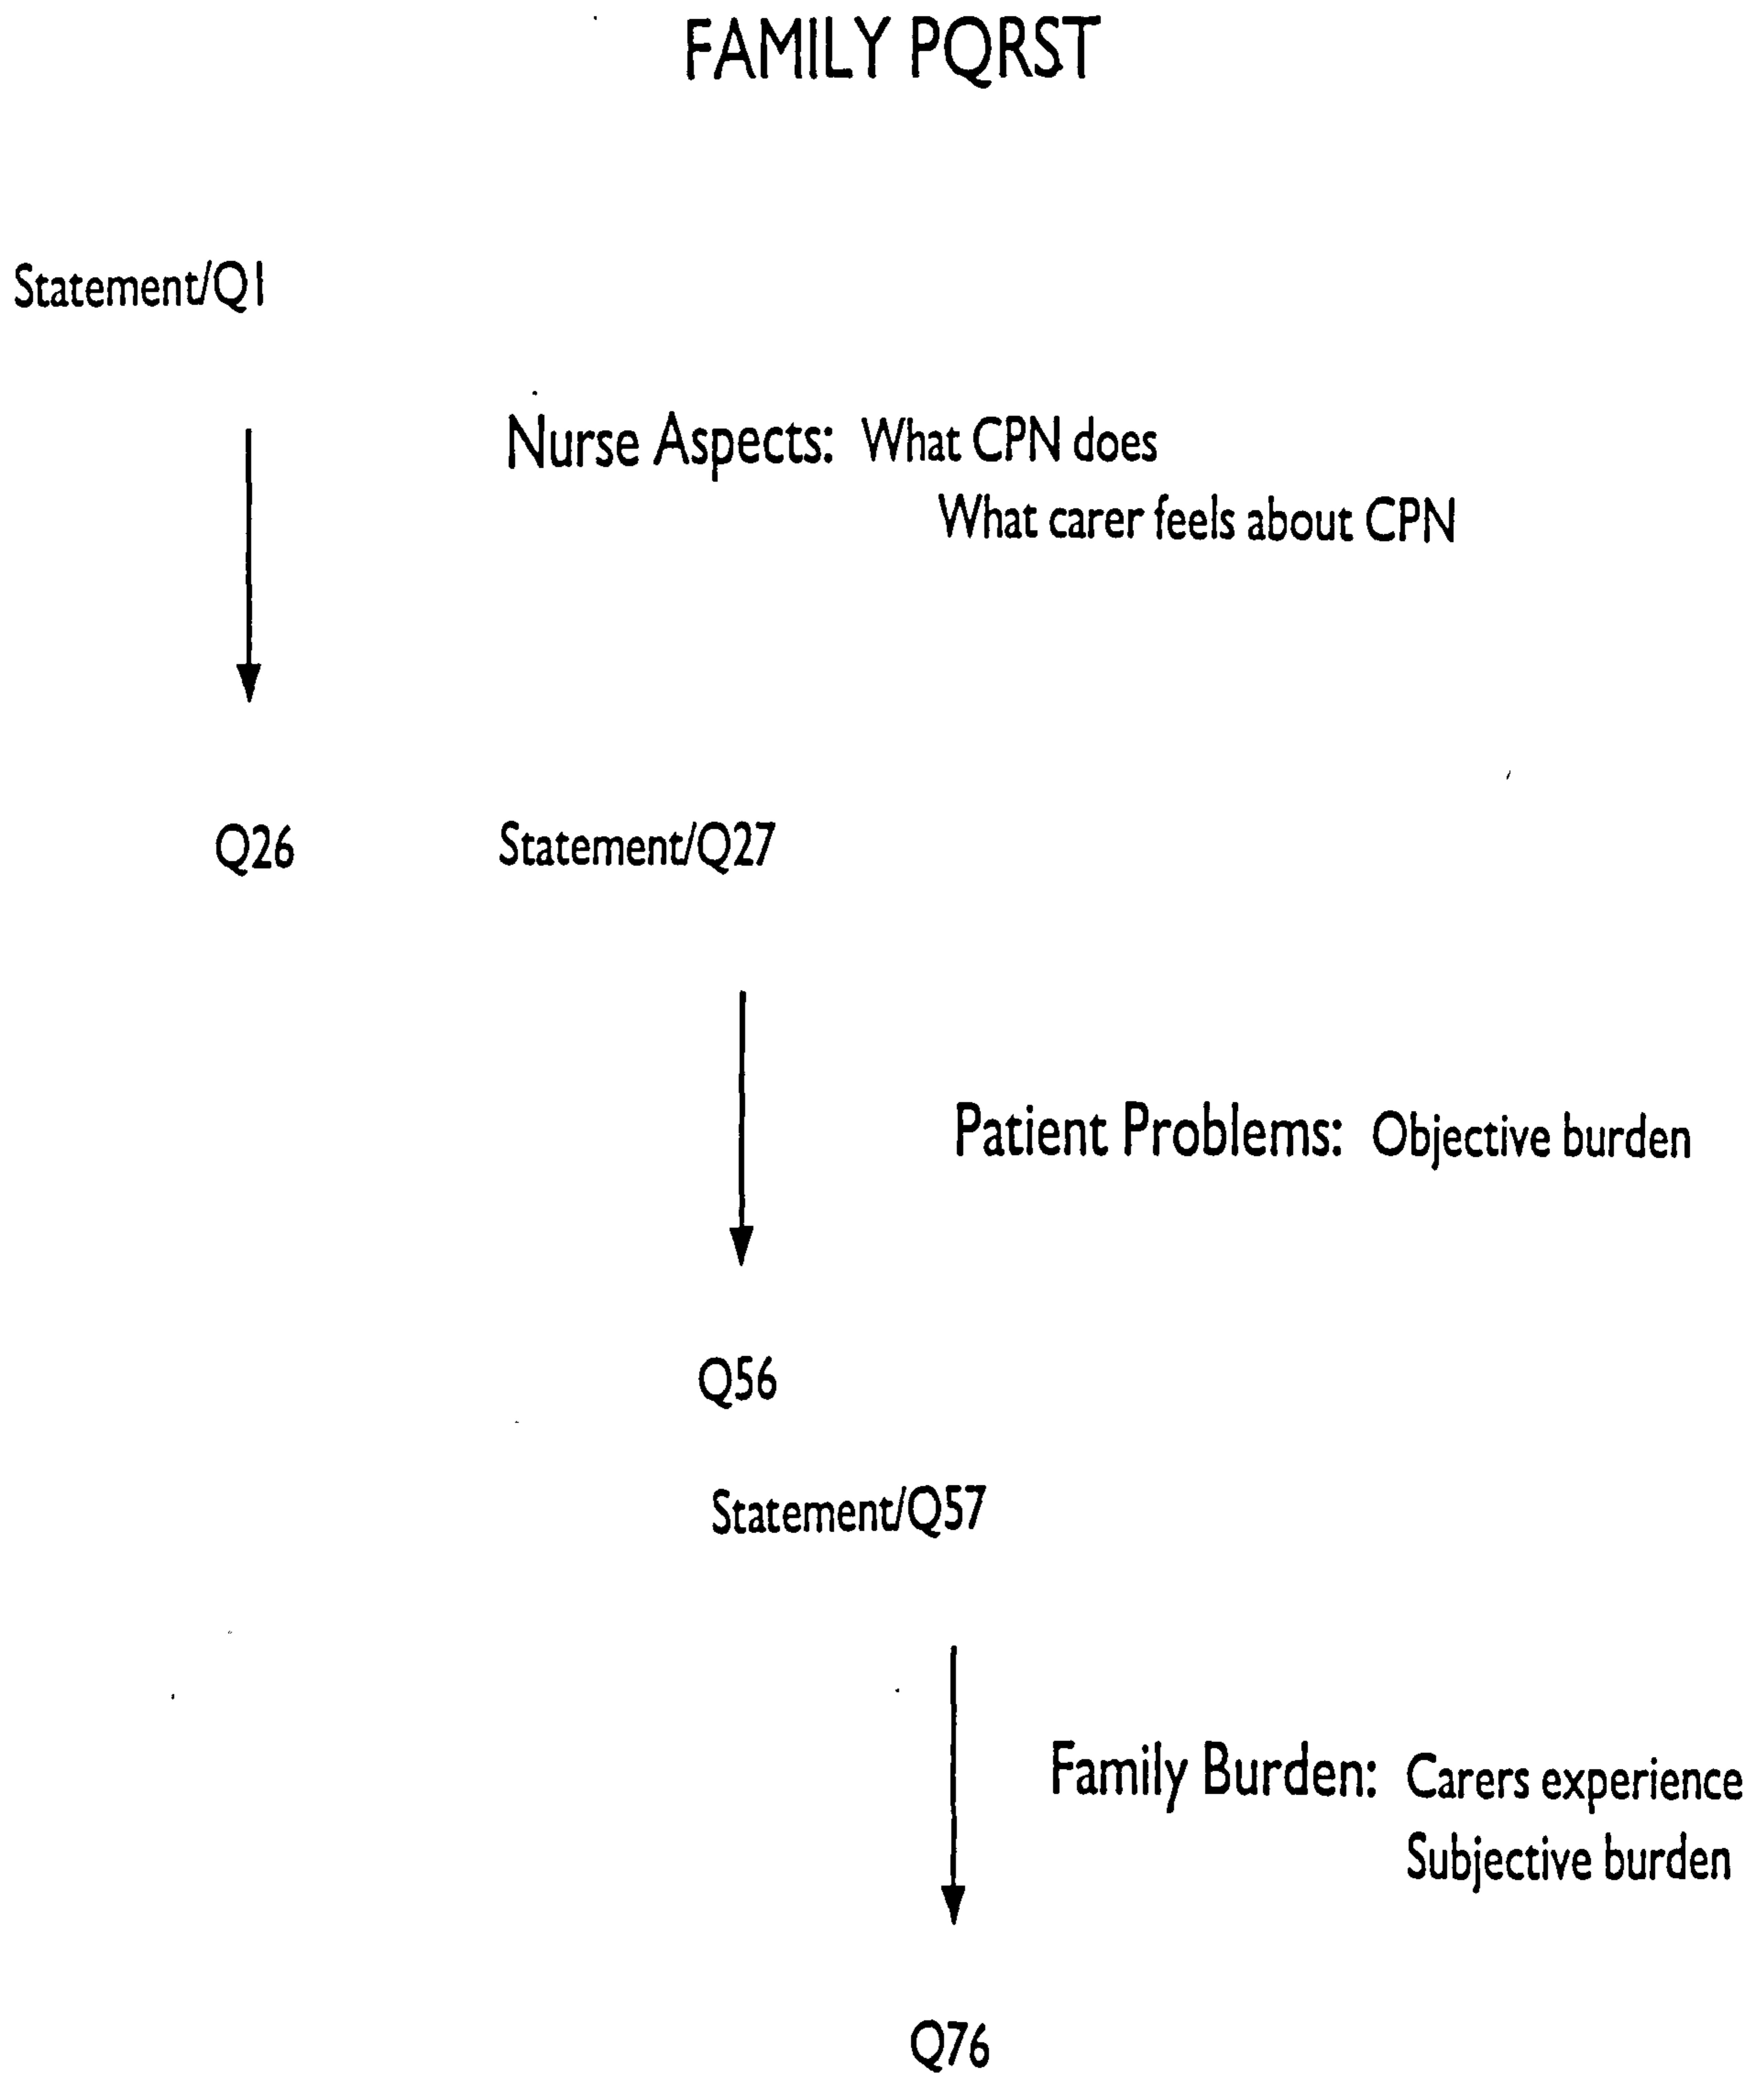 FAMILY PQRST
Statement/Q1
Nurse Aspects: What CPN does
What carer feels about CPN
Q26 Statement/Q27
Patient Problems: Objective burden
Q56
Statement/Q57
Family Burden: Carers experience
Subjective burden
Q76